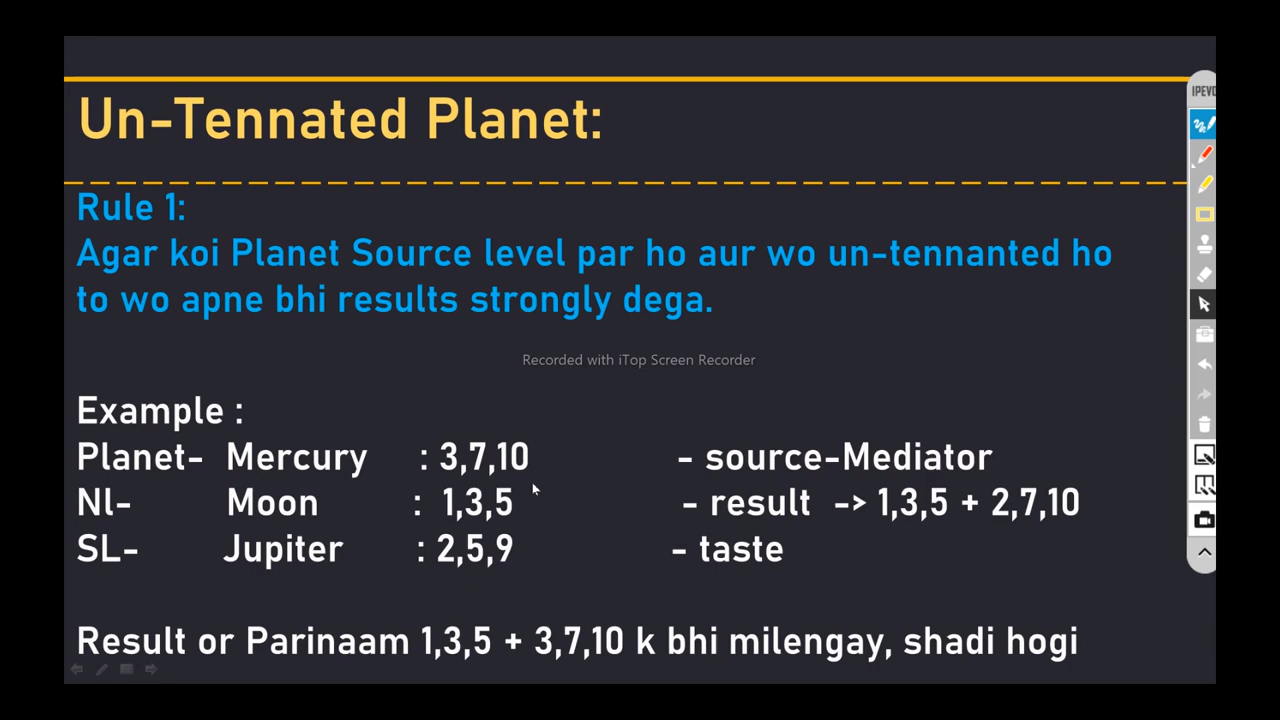 Un-Tennated Planet:
IPEVO
Rule 1:
Agar koi Planet Source level par ho aur wo un-tennanted ho
to wo apne bhi results strongly dega.
Recorded with iTop Screen Recorder
Example :
Planet- Mercury : 3,7,10 - source-Mediator
Nl- Moon : 1,3,5 - result -> 1,3,5 + 2,7,10
SL- Jupiter : 2,5,9 - taste
Result or Parinaam 1,3,5 + 3,7,10 k bhi milengay, shadi hogi